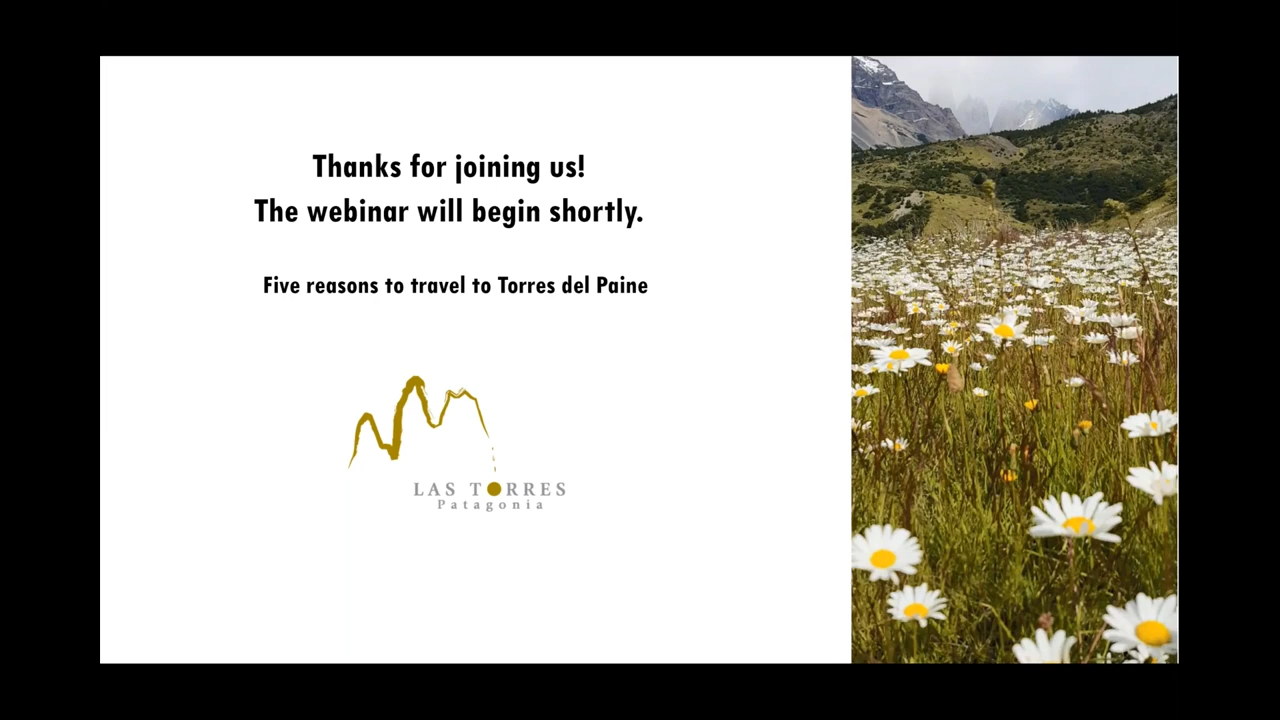 Thanks for joining us!
The webinar will begin shortly.
Five reasons to travel to Torres del Paine
LAS TORRES
Patagonia